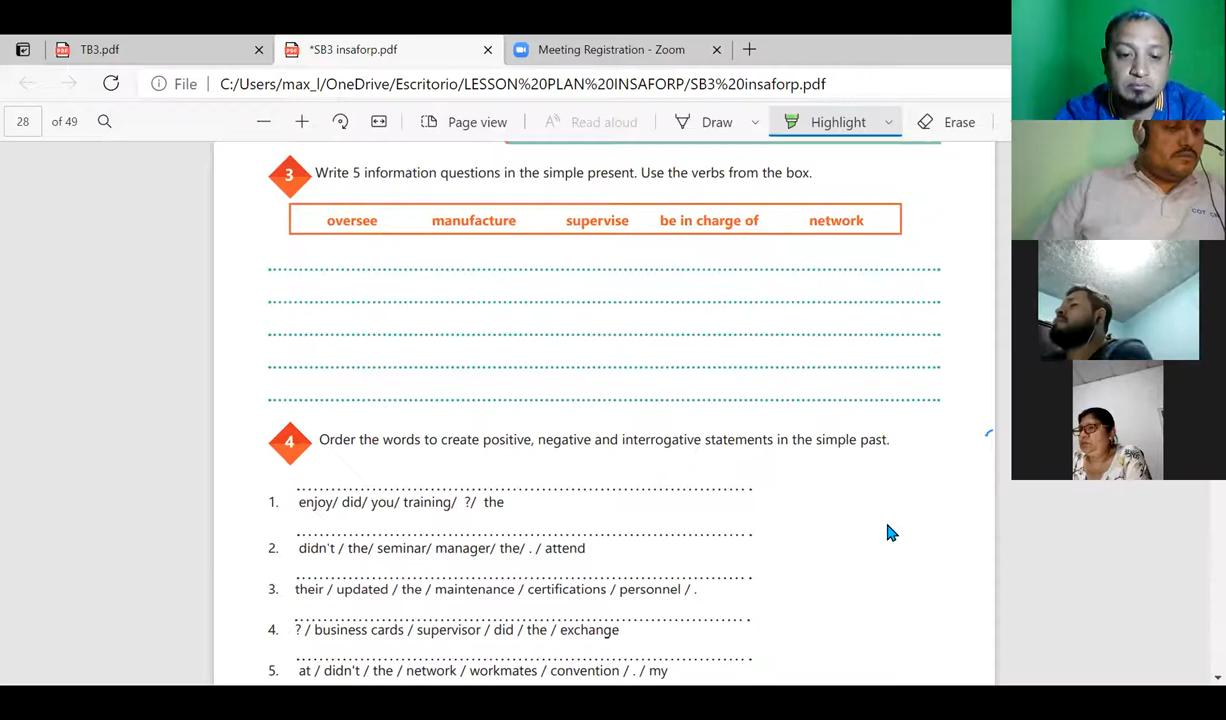 TB3.pdf
*SB3 insaforp.pdf
Meeting Registration - Zoom
File C:/Users/max_l/OneDrive/Escritorio/LESSON%20PLAN%20INSAFORP/SB3%20insaforp.pdf
28 of 49 Page view Read aloud Draw Highlight Erase
3 Write 5 information questions in the simple present. Use the verbs from the box.
oversee manufacture supervise be in charge of network
4 Order the words to create positive, negative and interrogative statements in the simple past.
1. enjoy/ did/ you/ training/ ?/ the
2. didn't / the/ seminar/ manager/ the/ . / attend
3. their / updated / the / maintenance / certifications / personnel / .
4. ? / business cards / supervisor / did / the / exchange
5. at / didn't / the / network / workmates / convention / . / my